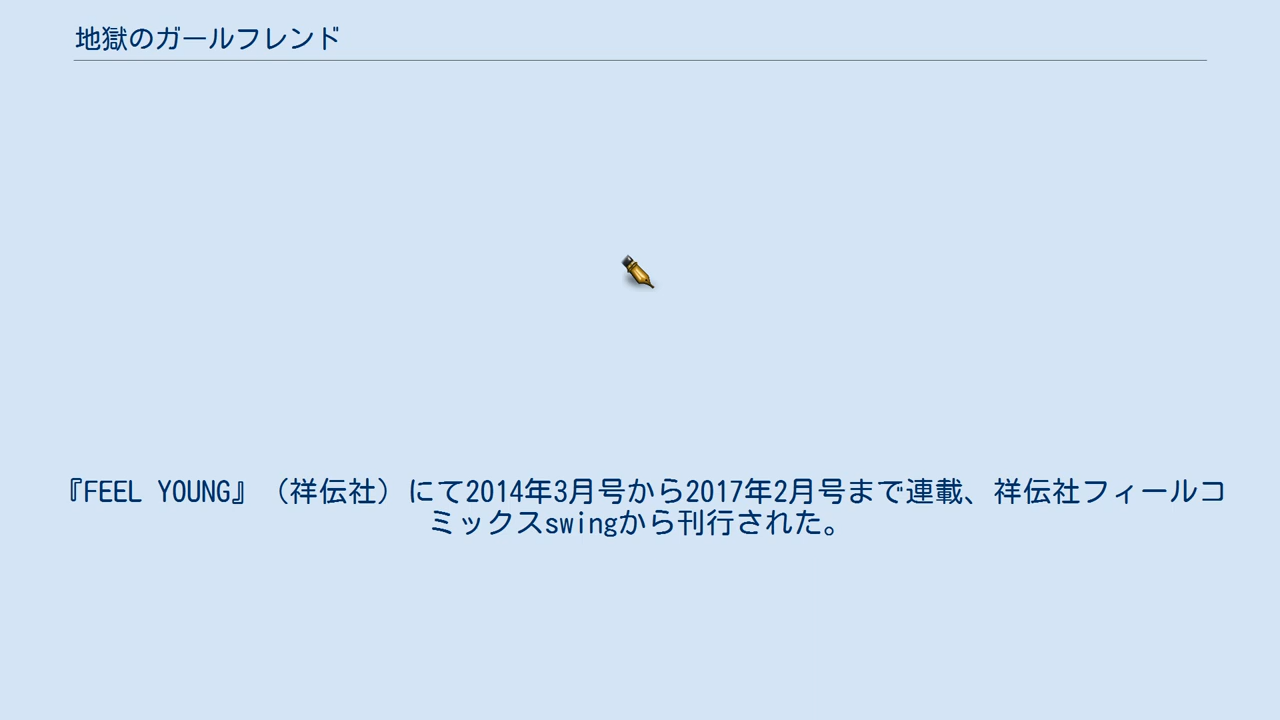 地獄のガールフレンド
『FEEL YOUNG』（祥伝社）にて2014年3月号から2017年2月号まで連載、祥伝社フィールコ
ミックスswingから刊行された。